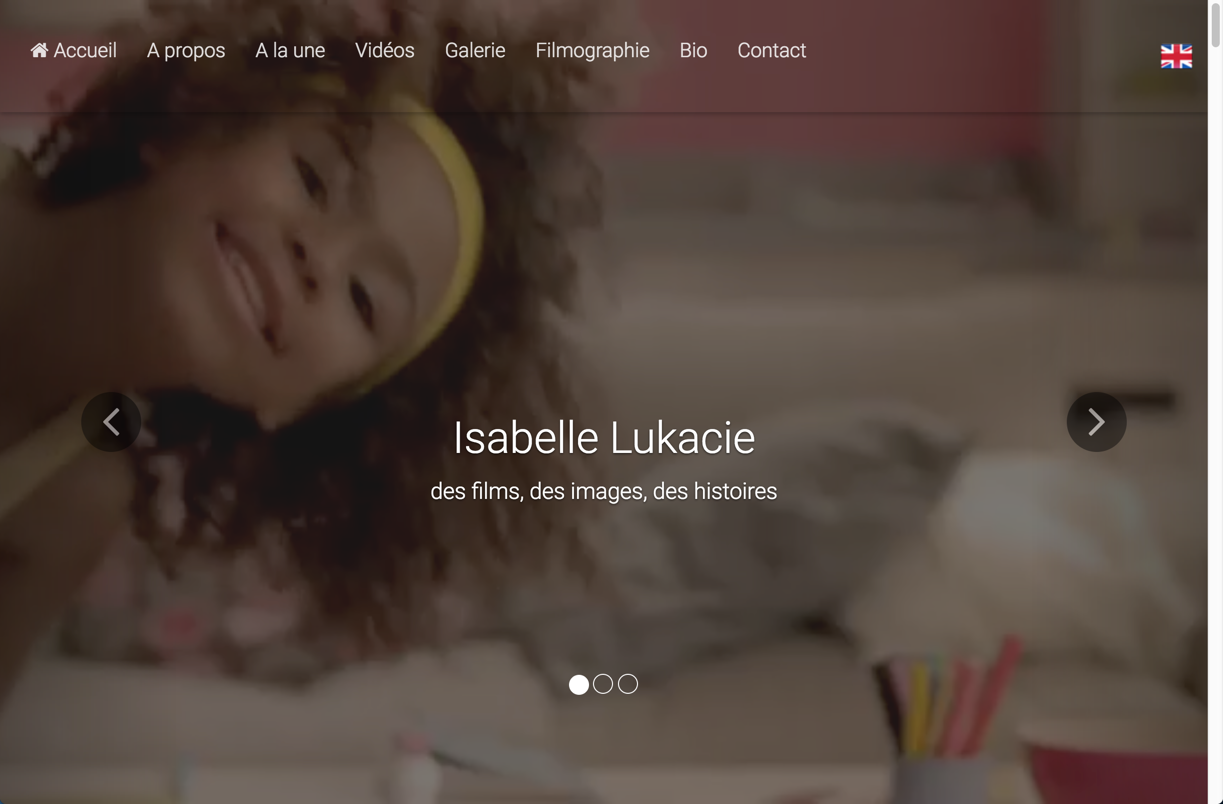 Accueil A propos A la une Vidéos Galerie Filmographie Bio Contact
Isabelle Lukacie
des films, des images, des histoires